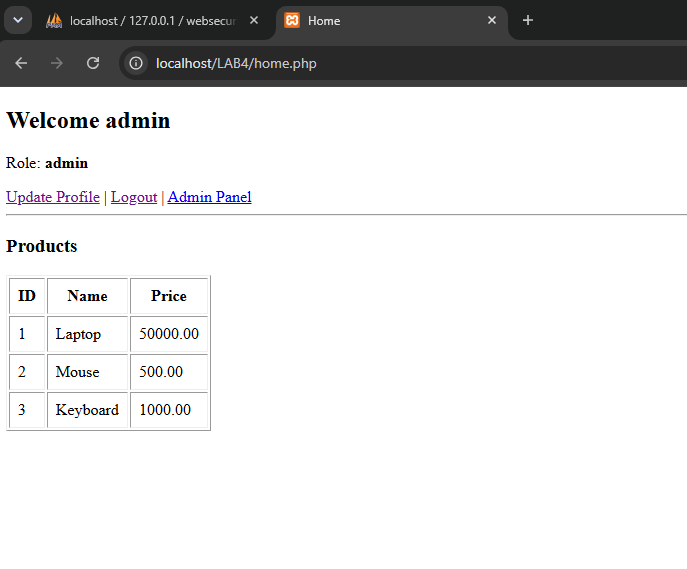 localhost / 127.0.0.1 / websecur
Home
localhost/LAB4/home.php
Welcome admin
Role: admin
Update Profile | Logout | Admin Panel
Products
ID Name Price
1 Laptop 50000.00
2 Mouse 500.00
3 Keyboard 1000.00